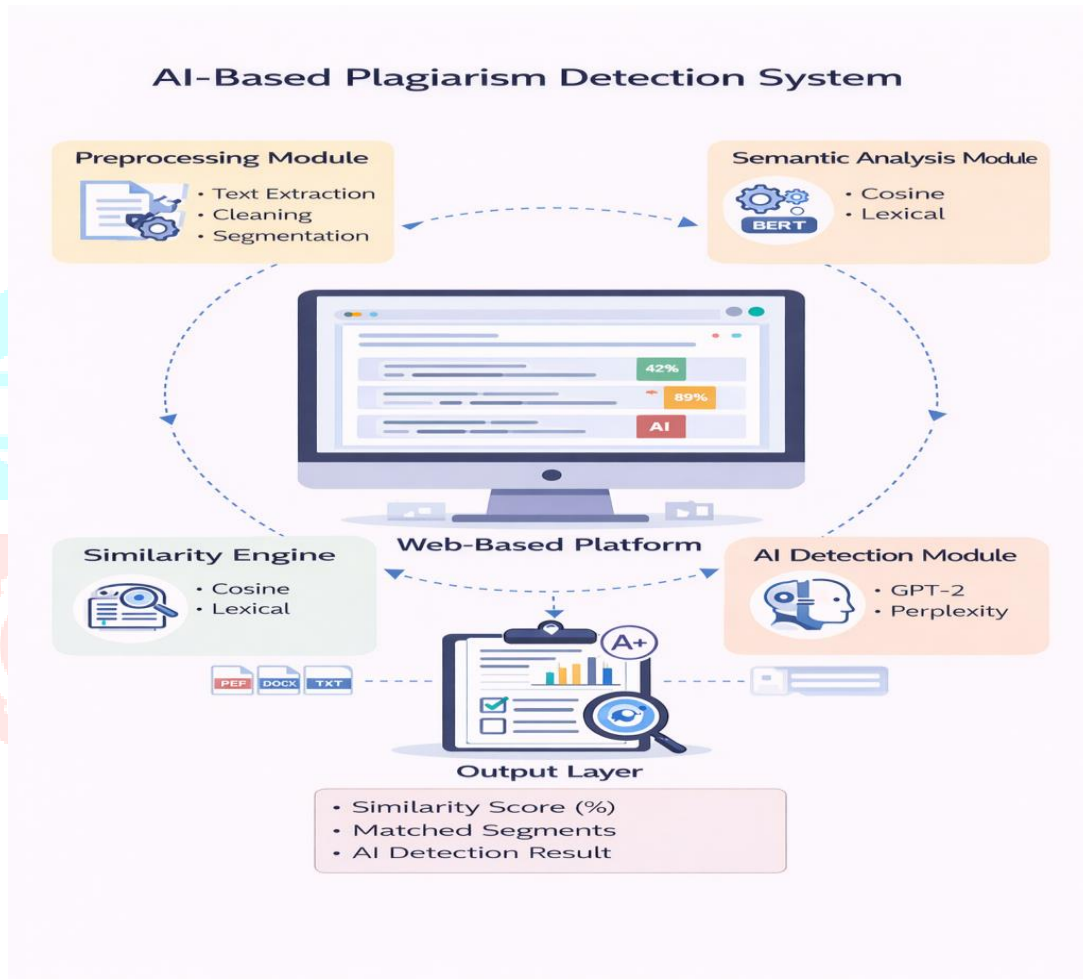 AI-Based Plagiarism Detection System
Preprocessing Module
• Text Extraction
• Cleaning
• Segmentation
Semantic Analysis Module
BERT
• Cosine
• Lexical
42%
89%
AI
Web-Based Platform
Similarity Engine
• Cosine
• Lexical
AI Detection Module
• GPT-2
• Perplexity
A+
PEF DOCX TXT
Output Layer
• Similarity Score (%)
• Matched Segments
• AI Detection Result